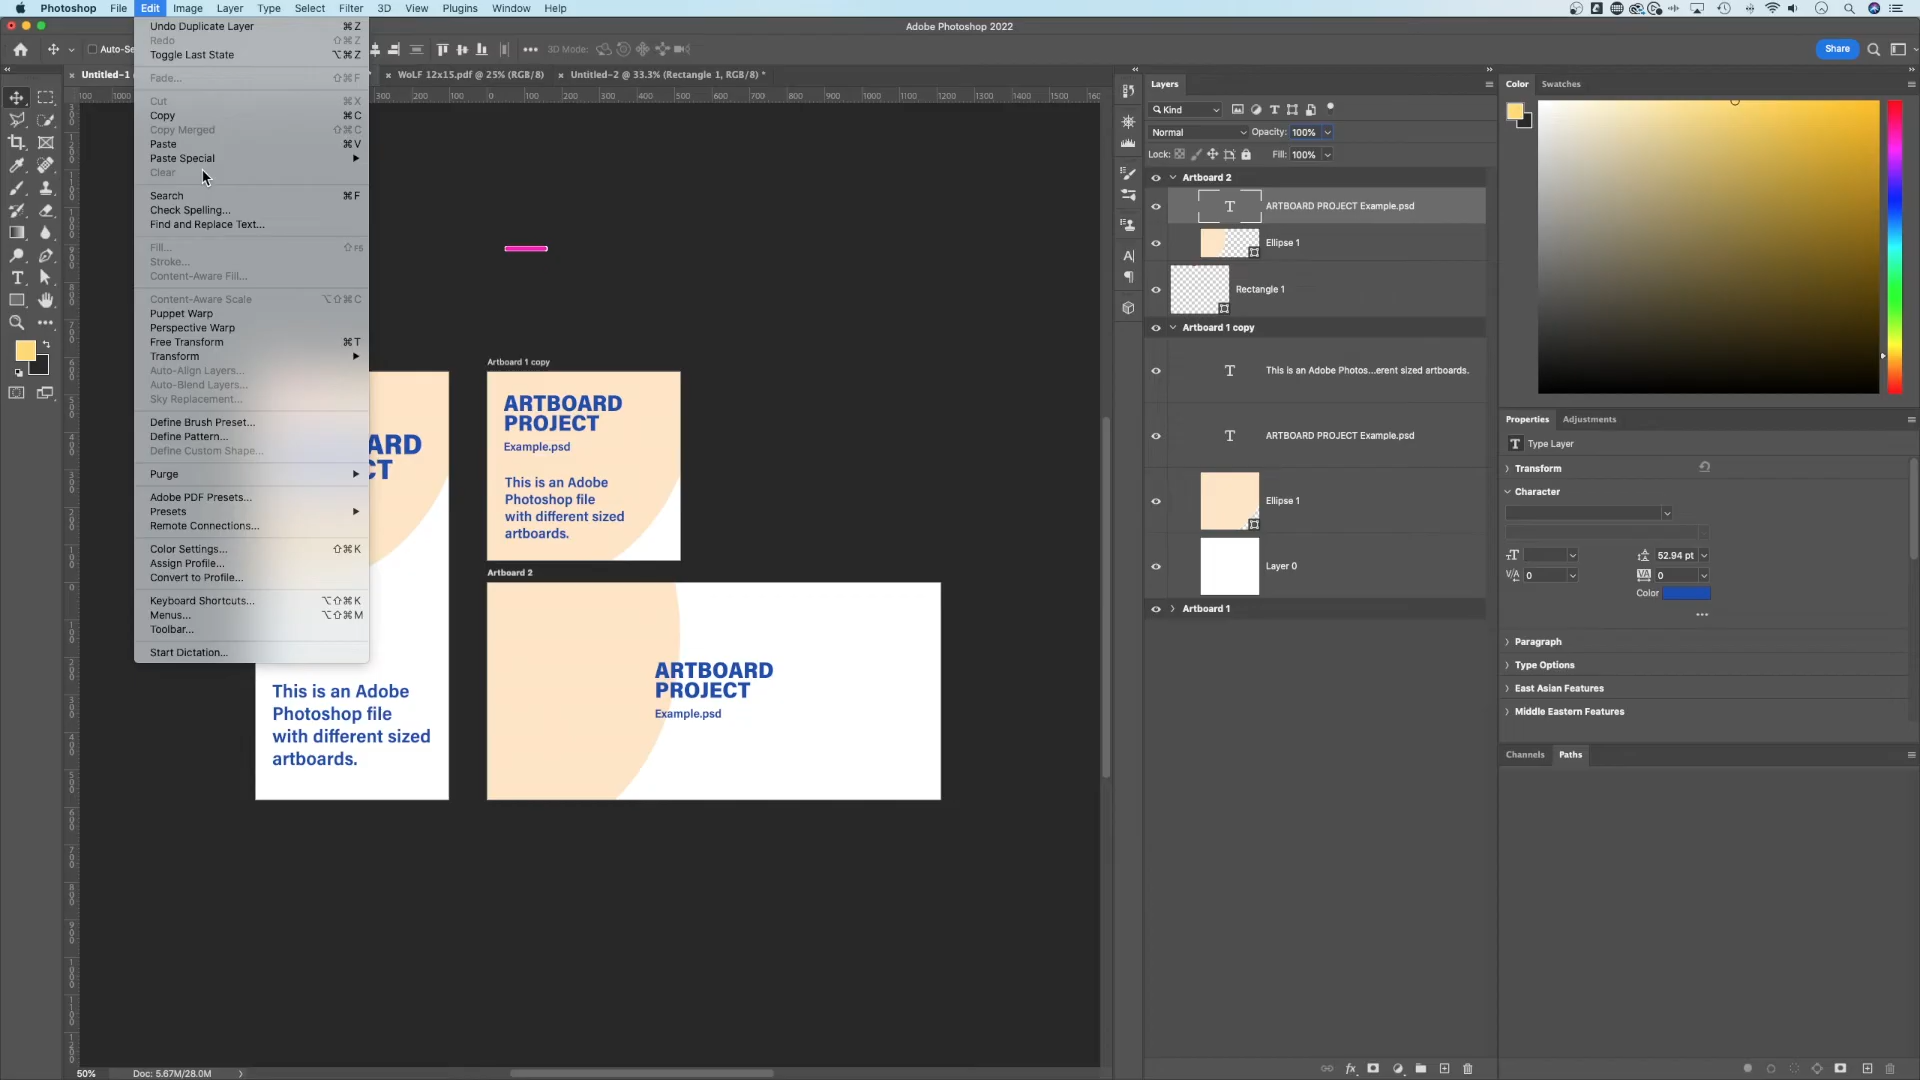 Photoshop File Edit Image Layer Type Select Filter 3D View Plugins Window Help
Adobe Photoshop 2022
Auto-Se
3D Mode:
Share
Untitled-1
WoLF 12x15.pdf @ 25% (RGB/8)
Untitled-2 @ 33.3% (Rectangle 1, RGB/8) *
Undo Duplicate Layer ⌘Z
Redo ⇧⌘Z
Toggle Last State ⌥⌘Z
Fade... ⇧⌘F
Cut ⌘X
Copy ⌘C
Copy Merged ⇧⌘C
Paste ⌘V
Paste Special
Clear
Search ⌘F
Check Spelling...
Find and Replace Text...
Fill... ⇧F5
Stroke...
Content-Aware Fill...
Content-Aware Scale ⌥⇧⌘C
Puppet Warp
Perspective Warp
Free Transform ⌘T
Transform
Auto-Align Layers...
Auto-Blend Layers...
Sky Replacement...
Define Brush Preset...
Define Pattern...
Define Custom Shape...
Purge
Adobe PDF Presets...
Presets
Remote Connections...
Color Settings... ⇧⌘K
Assign Profile...
Convert to Profile...
Keyboard Shortcuts... ⌥⇧⌘K
Menus... ⌥⇧⌘M
Toolbar...
Start Dictation...
ARD
CT
This is an Adobe
Photoshop file
with different sized
artboards.
Artboard 1 copy
ARTBOARD
PROJECT
Example.psd
This is an Adobe
Photoshop file
with different sized
artboards.
Artboard 2
ARTBOARD
PROJECT
Example.psd
50% Doc: 5.67M/28.0M
Layers
Kind
Normal Opacity: 100%
Lock: Fill: 100%
Artboard 2
ARTBOARD PROJECT Example.psd
Ellipse 1
Rectangle 1
Artboard 1 copy
This is an Adobe Photos...erent sized artboards.
ARTBOARD PROJECT Example.psd
Ellipse 1
Layer 0
Artboard 1
Color Swatches
Properties Adjustments
Type Layer
Transform
Character
52.94 pt
0 0
Color
Paragraph
Type Options
East Asian Features
Middle Eastern Features
Channels Paths